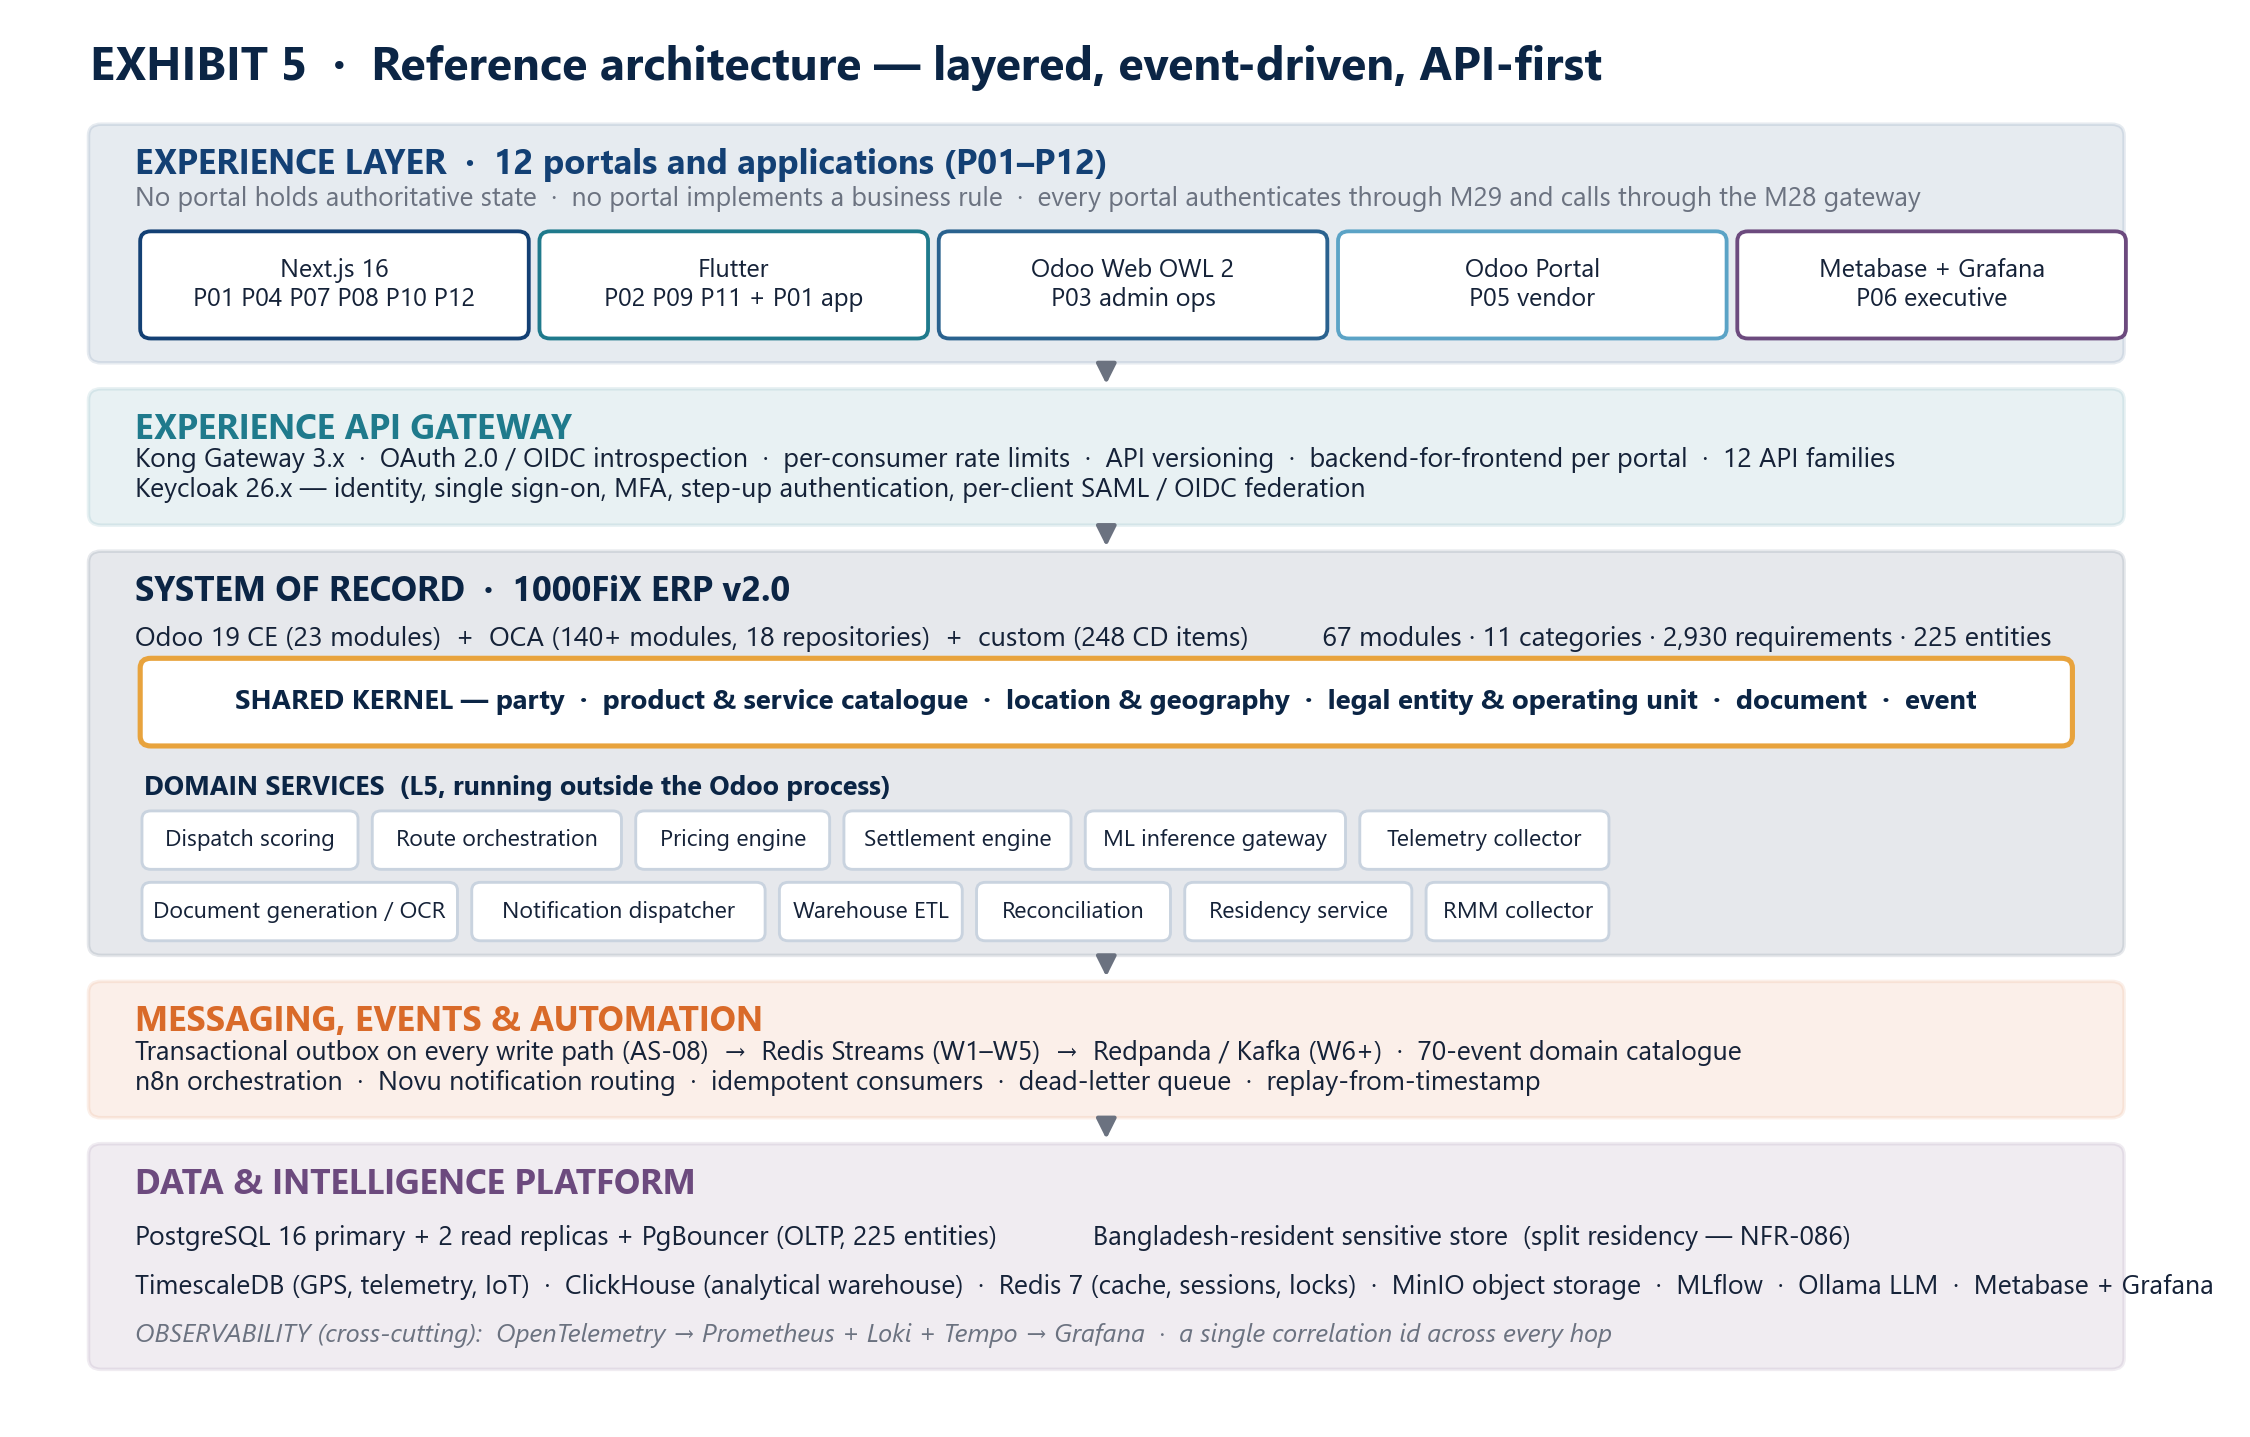 EXHIBIT 5 · Reference architecture — layered, event-driven, API-first
EXPERIENCE LAYER · 12 portals and applications (P01–P12)
No portal holds authoritative state · no portal implements a business rule · every portal authenticates through M29 and calls through the M28 gateway
Next.js 16
P01 P04 P07 P08 P10 P12
Flutter
P02 P09 P11 + P01 app
Odoo Web OWL 2
P03 admin ops
Odoo Portal
P05 vendor
Metabase + Grafana
P06 executive
EXPERIENCE API GATEWAY
Kong Gateway 3.x · OAuth 2.0 / OIDC introspection · per-consumer rate limits · API versioning · backend-for-frontend per portal · 12 API families
Keycloak 26.x — identity, single sign-on, MFA, step-up authentication, per-client SAML / OIDC federation
SYSTEM OF RECORD · 1000FiX ERP v2.0
Odoo 19 CE (23 modules) + OCA (140+ modules, 18 repositories) + custom (248 CD items) 67 modules · 11 categories · 2,930 requirements · 225 entities
SHARED KERNEL — party · product & service catalogue · location & geography · legal entity & operating unit · document · event
DOMAIN SERVICES (L5, running outside the Odoo process)
Dispatch scoring
Route orchestration
Pricing engine
Settlement engine
ML inference gateway
Telemetry collector
Document generation / OCR
Notification dispatcher
Warehouse ETL
Reconciliation
Residency service
RMM collector
MESSAGING, EVENTS & AUTOMATION
Transactional outbox on every write path (AS-08) → Redis Streams (W1–W5) → Redpanda / Kafka (W6+) · 70-event domain catalogue
n8n orchestration · Novu notification routing · idempotent consumers · dead-letter queue · replay-from-timestamp
DATA & INTELLIGENCE PLATFORM
PostgreSQL 16 primary + 2 read replicas + PgBouncer (OLTP, 225 entities) Bangladesh-resident sensitive store (split residency — NFR-086)
TimescaleDB (GPS, telemetry, IoT) · ClickHouse (analytical warehouse) · Redis 7 (cache, sessions, locks) · MinIO object storage · MLflow · Ollama LLM · Metabase + Grafana
OBSERVABILITY (cross-cutting): OpenTelemetry → Prometheus + Loki + Tempo → Grafana · a single correlation id across every hop